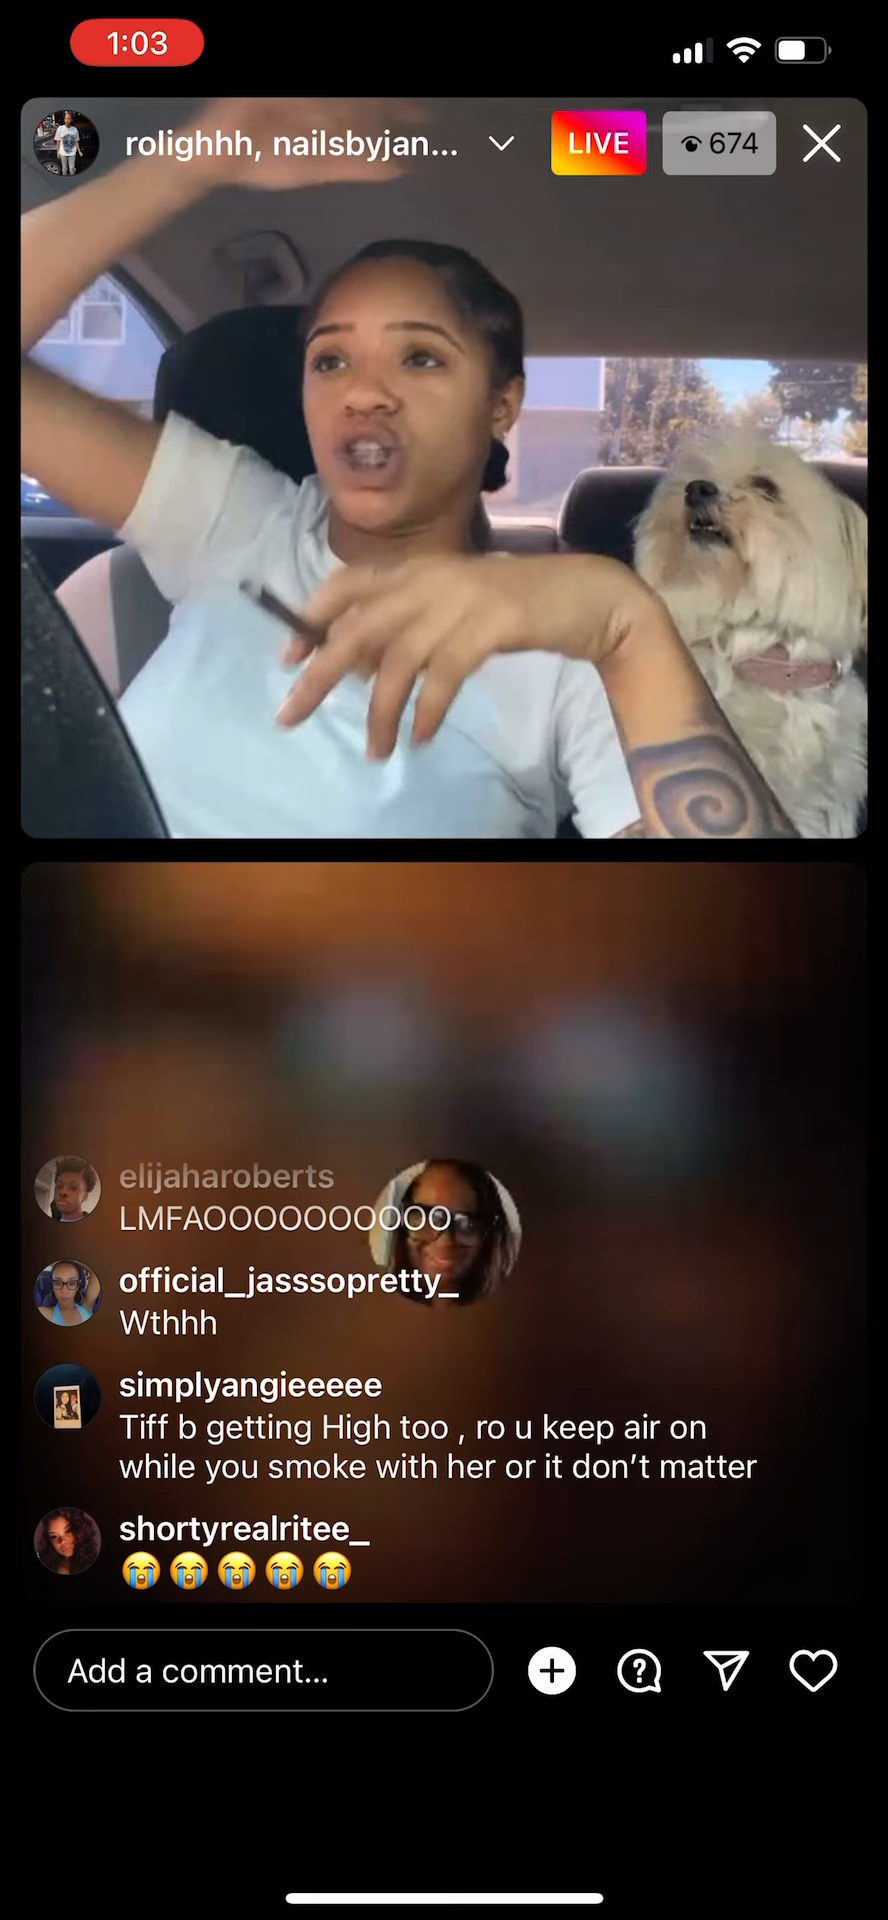 1:03
rolighhh, nailsbyjan...
LIVE
674
elijaharoberts
LMFAOOOOOOOOOO
official_jasssopretty_
Wthhh
simplyangieeeee
Tiff b getting High too , ro u keep air on
while you smoke with her or it don’t matter
shortyrealritee_
😭😭😭😭😭
Add a comment...